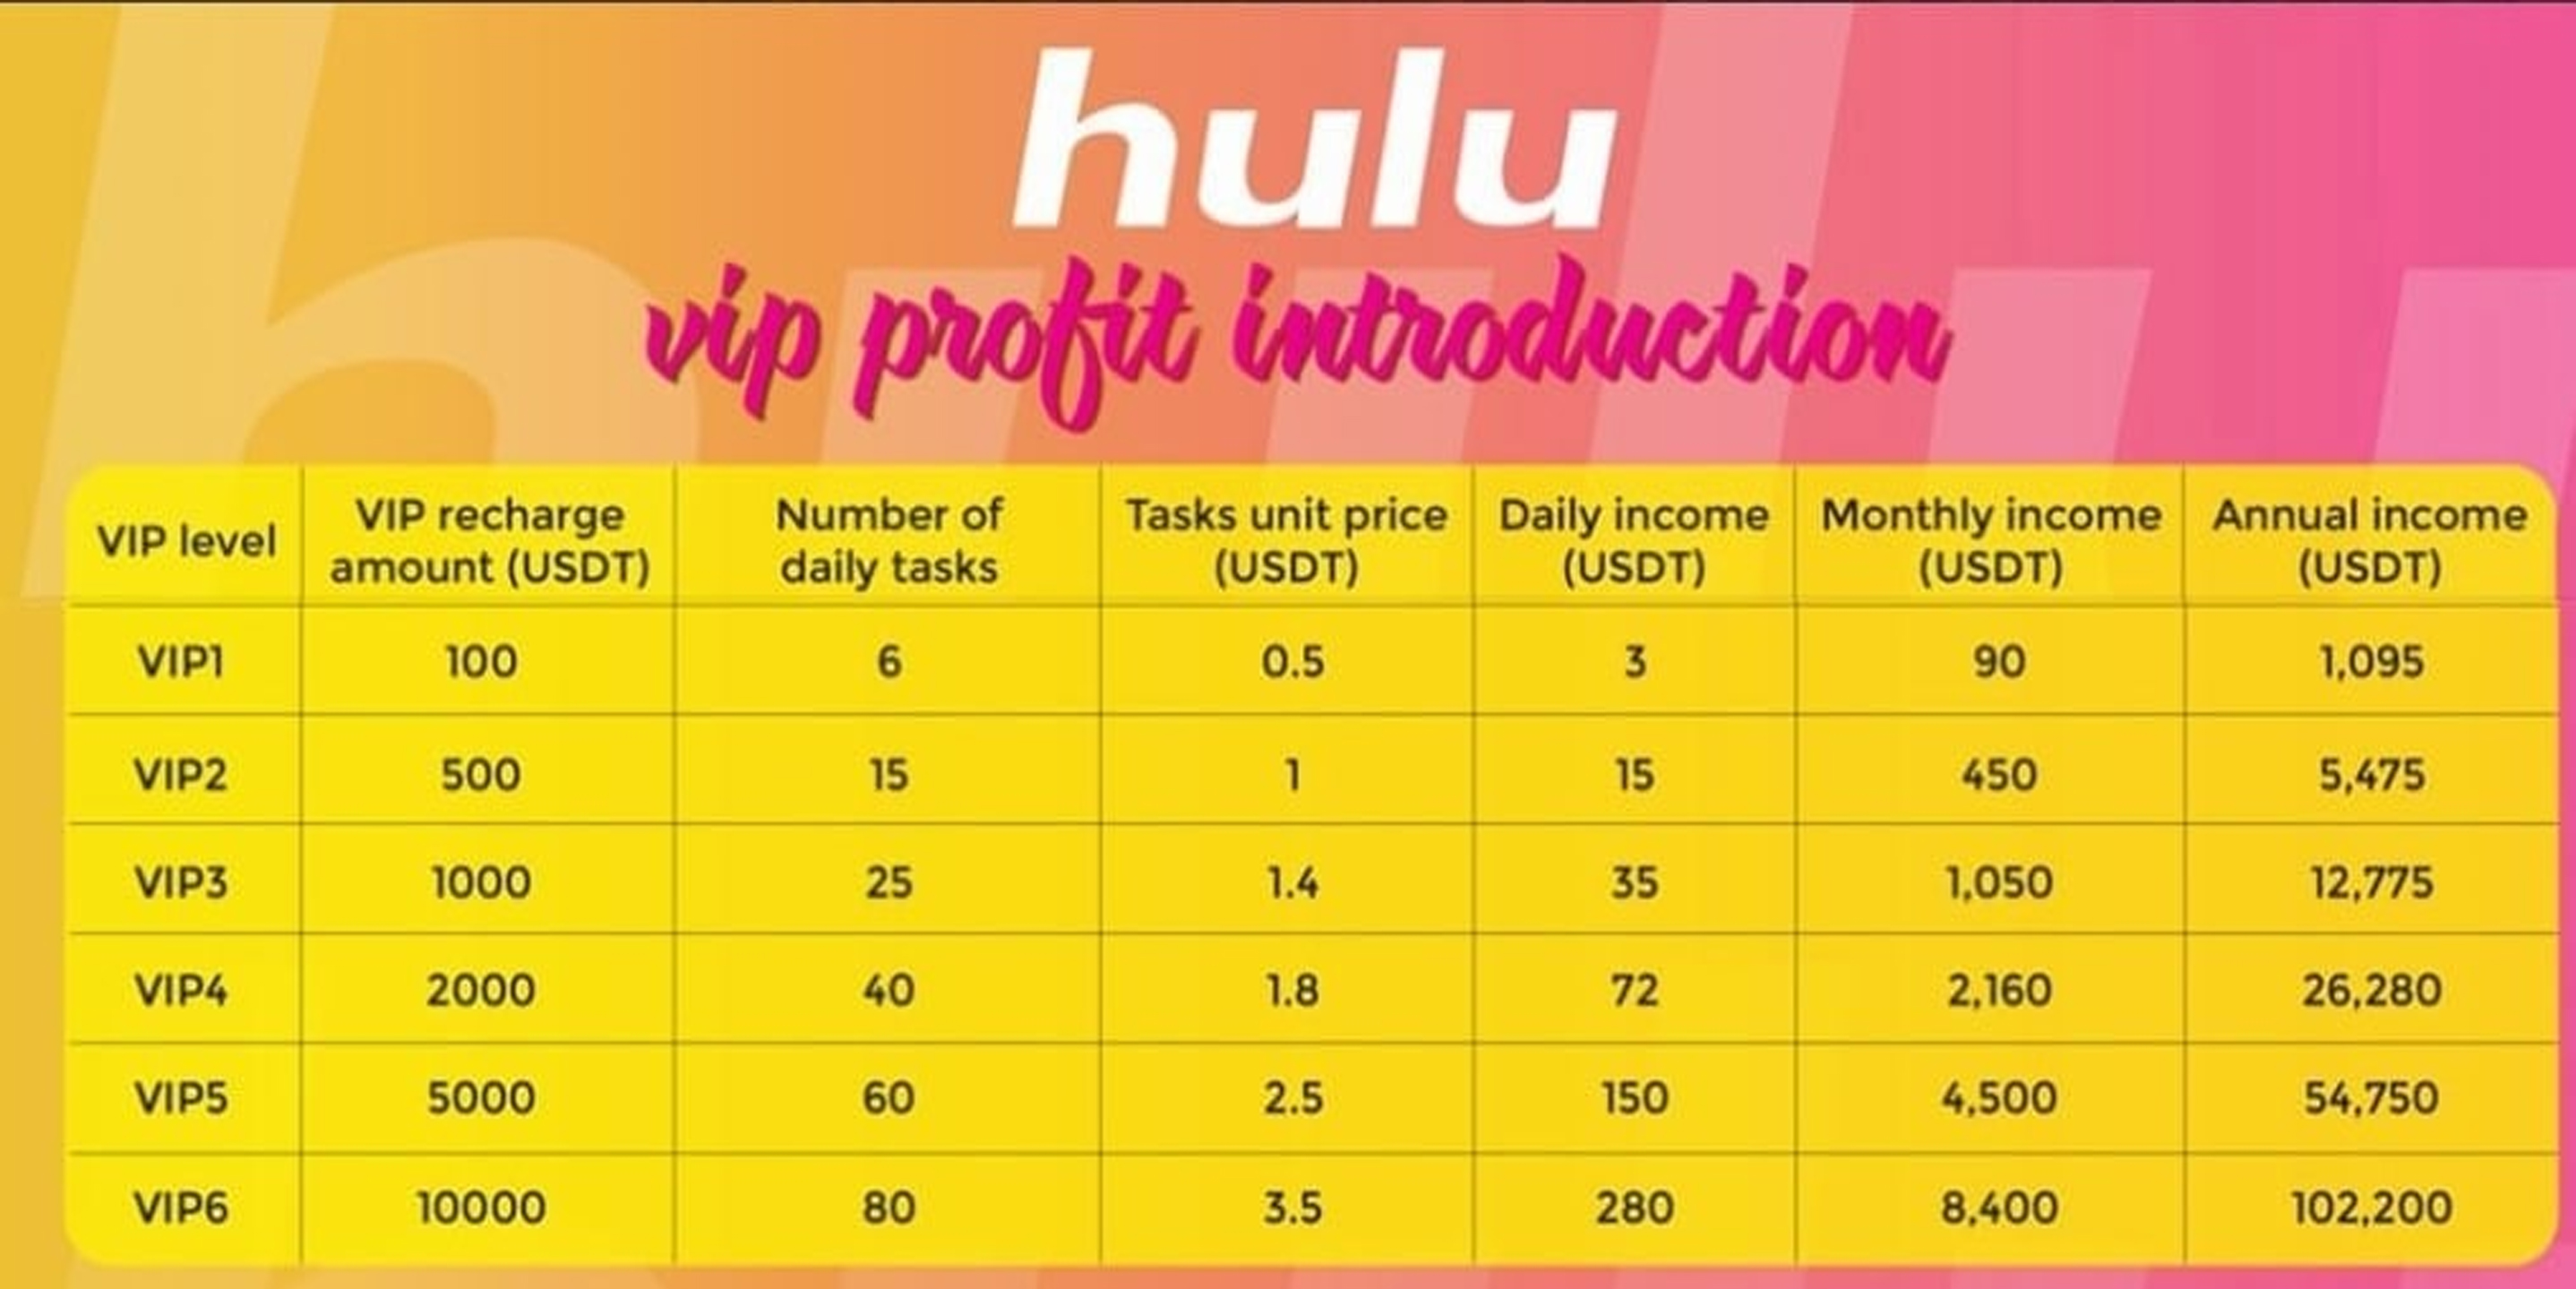 hulu
vip profit introduction
VIP level VIP recharge amount (USDT) Number of daily tasks Tasks unit price (USDT) Daily income (USDT) Monthly income (USDT) Annual income (USDT)
VIP1 100 6 0.5 3 90 1,095
VIP2 500 15 1 15 450 5,475
VIP3 1000 25 1.4 35 1,050 12,775
VIP4 2000 40 1.8 72 2,160 26,280
VIP5 5000 60 2.5 150 4,500 54,750
VIP6 10000 80 3.5 280 8,400 102,200